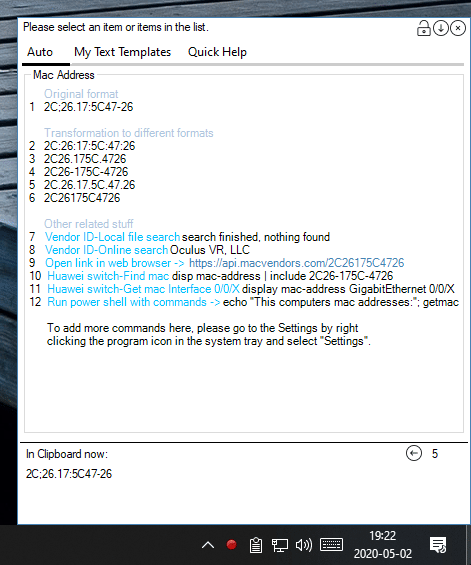 Please select an item or items in the list.
Auto My Text Templates Quick Help
Mac Address
Original format
1 2C;26.17:5C47-26
Transformation to different formats
2 2C:26:17:5C:47:26
3 2C26.175C.4726
4 2C26-175C-4726
5 2C.26.17.5C.47.26
6 2C26175C4726
Other related stuff
7 Vendor ID-Local file search search finished, nothing found
8 Vendor ID-Online search Oculus VR, LLC
9 Open link in web browser -> https://api.macvendors.com/2C26175C4726
10 Huawei switch-Find mac disp mac-address | include 2C26-175C-4726
11 Huawei switch-Get mac Interface 0/0/X display mac-address GigabitEthernet 0/0/X
12 Run power shell with commands -> echo "This computers mac addresses:"; getmac
To add more commands here, please go to the Settings by right
clicking the program icon in the system tray and select "Settings".
In Clipboard now:
5
2C;26.17:5C47-26
19:22
2020-05-02